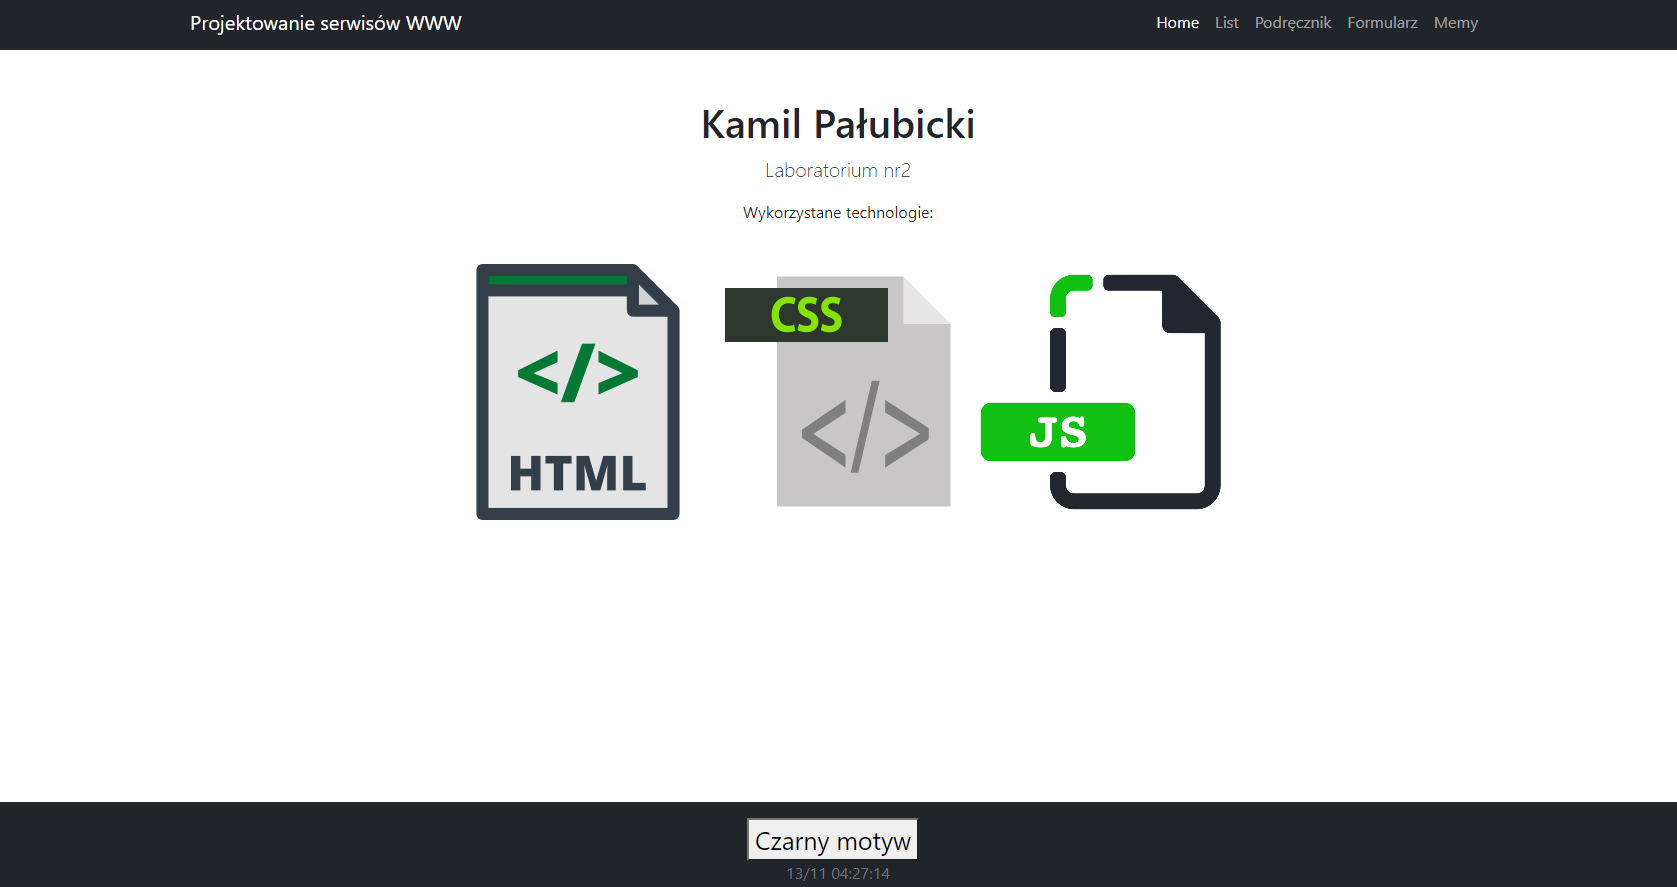 Projektowanie serwisów WWW
Home List Podręcznik Formularz Memy
Kamil Pałubicki
Laboratorium nr2
Wykorzystane technologie:
</>
HTML
CSS
</>
JS
Czarny motyw
13/11 04:27:14